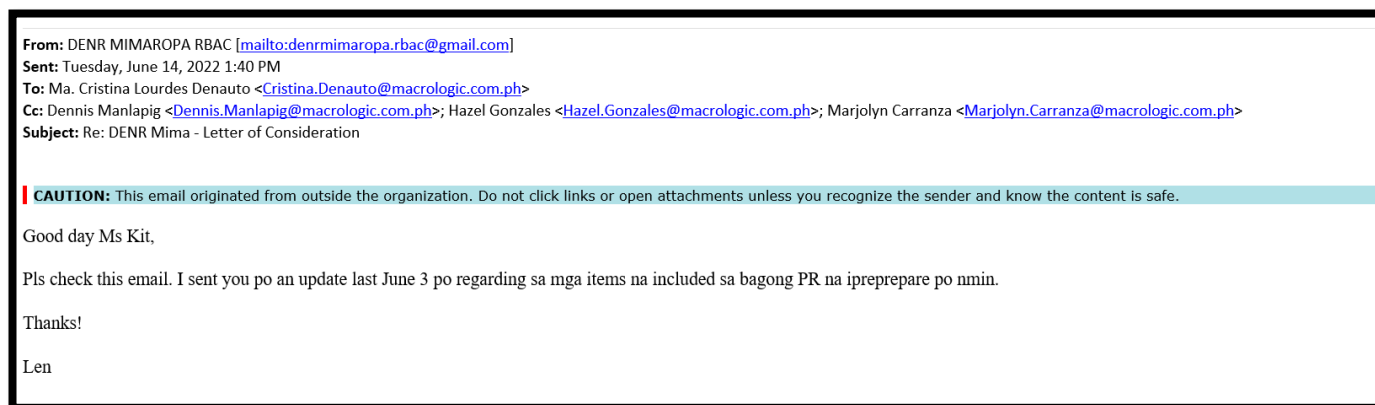 From: DENR MIMAROPA RBAC [mailto:denrmimaropa.rbac@gmail.com]
Sent: Tuesday, June 14, 2022 1:40 PM
To: Ma. Cristina Lourdes Denauto <Cristina.Denauto@macrologic.com.ph>
Cc: Dennis Manlapig <Dennis.Manlapig@macrologic.com.ph>; Hazel Gonzales <Hazel.Gonzales@macrologic.com.ph>; Marjolyn Carranza <Marjolyn.Carranza@macrologic.com.ph>
Subject: Re: DENR Mima - Letter of Consideration
CAUTION: This email originated from outside the organization. Do not click links or open attachments unless you recognize the sender and know the content is safe.
Good day Ms Kit,
Pls check this email. I sent you po an update last June 3 po regarding sa mga items na included sa bagong PR na ipreprepare po nmin.
Thanks!
Len